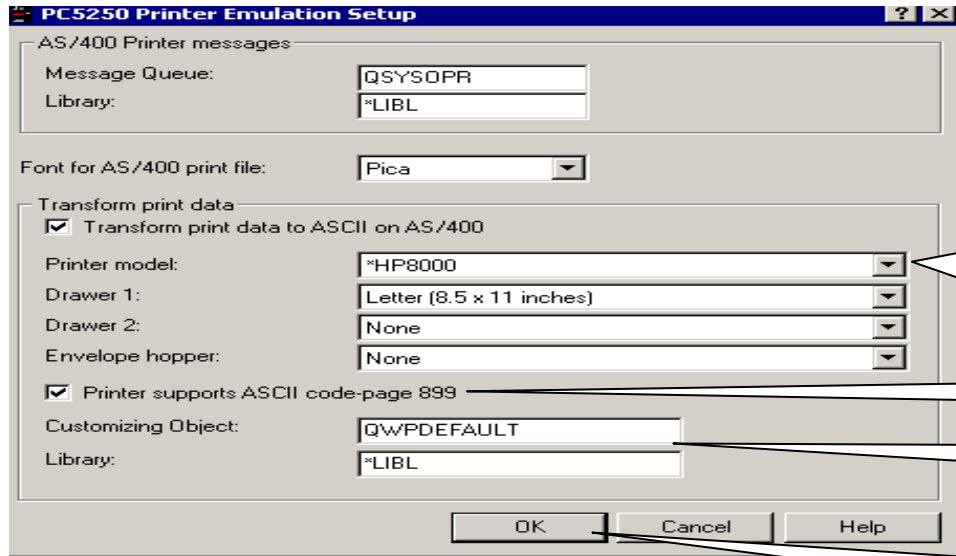 PC5250 Printer Emulation Setup
AS/400 Printer messages
Message Queue: QSYSOPR
Library: *LIBL
Font for AS/400 print file: Pica
Transform print data
Transform print data to ASCII on AS/400
Printer model: *HP8000
Drawer 1: Letter (8.5 x 11 inches)
Drawer 2: None
Envelope hopper: None
Printer supports ASCII code-page 899
Customizing Object: QWPDEFAULT
Library: *LIBL
OK Cancel Help